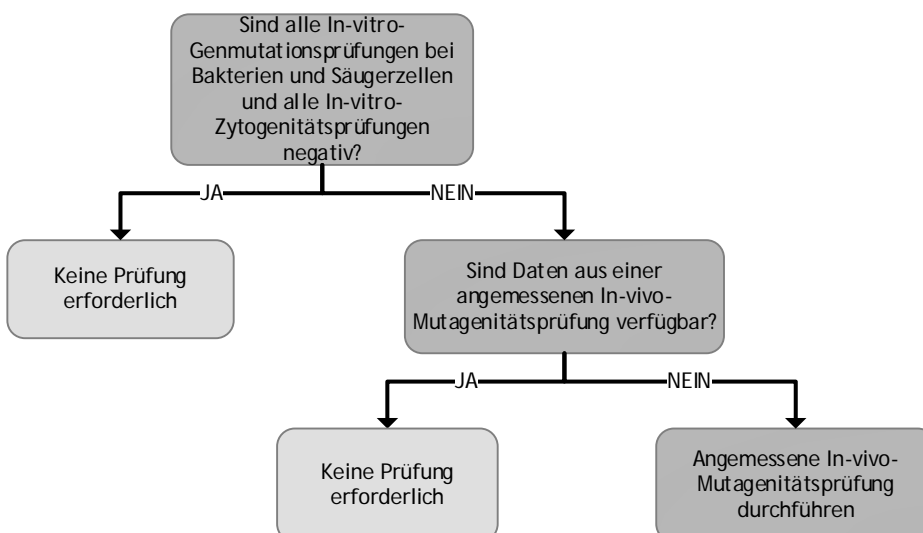 Sind alle In-vitro-
Genmutationsprüfungen bei
Bakterien und Säugerzellen
und alle In-vitro-
Zytogenitätsprüfungen
negativ?
JA
NEIN
Keine Prüfung
erforderlich
Sind Daten aus einer
angemessenen In-vivo-
Mutagenitätsprüfung verfügbar?
JA
NEIN
Keine Prüfung
erforderlich
Angemessene In-vivo-
Mutagenitätsprüfung
durchführen